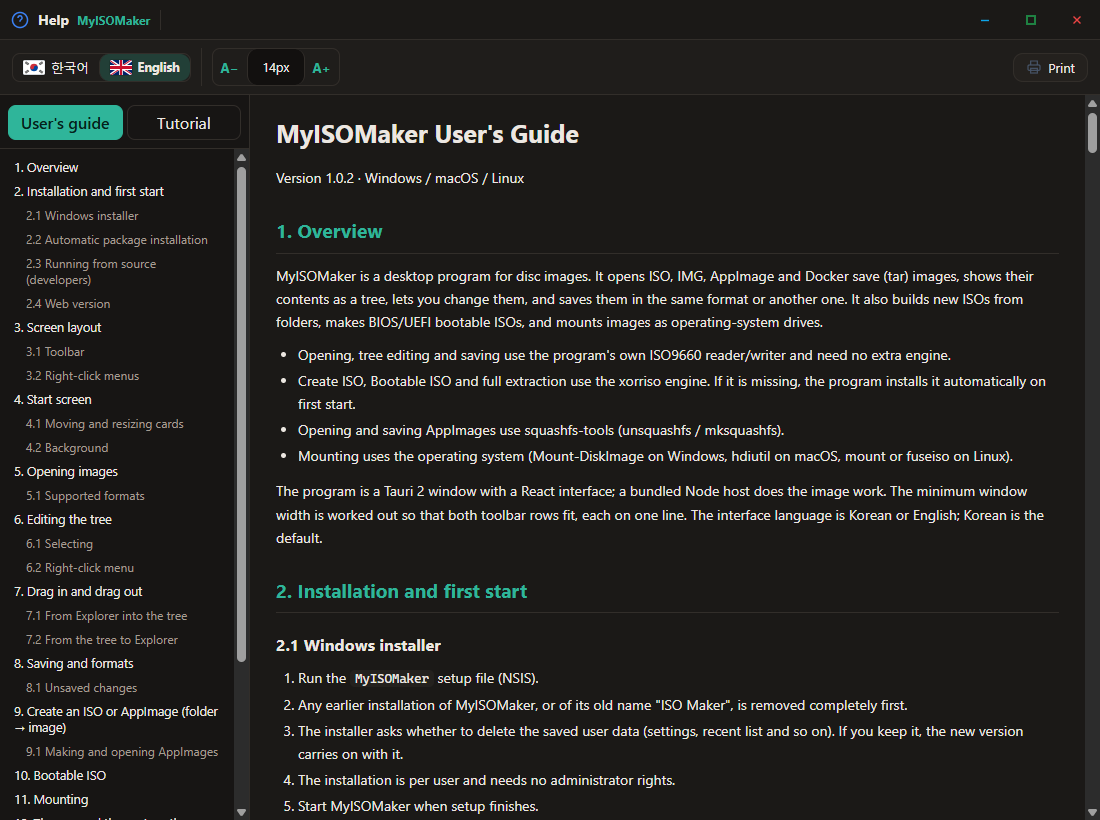 Help MyISOMaker
한국어 English A− 14px A+ Print
User's guide Tutorial
1. Overview
2. Installation and first start
2.1 Windows installer
2.2 Automatic package installation
2.3 Running from source
(developers)
2.4 Web version
3. Screen layout
3.1 Toolbar
3.2 Right-click menus
4. Start screen
4.1 Moving and resizing cards
4.2 Background
5. Opening images
5.1 Supported formats
6. Editing the tree
6.1 Selecting
6.2 Right-click menu
7. Drag in and drag out
7.1 From Explorer into the tree
7.2 From the tree to Explorer
8. Saving and formats
8.1 Unsaved changes
9. Create an ISO or AppImage (folder
→ image)
9.1 Making and opening AppImages
10. Bootable ISO
11. Mounting
MyISOMaker User's Guide
Version 1.0.2 · Windows / macOS / Linux
1. Overview
MyISOMaker is a desktop program for disc images. It opens ISO, IMG, AppImage and Docker save (tar) images, shows their
contents as a tree, lets you change them, and saves them in the same format or another one. It also builds new ISOs from
folders, makes BIOS/UEFI bootable ISOs, and mounts images as operating-system drives.
• Opening, tree editing and saving use the program's own ISO9660 reader/writer and need no extra engine.
• Create ISO, Bootable ISO and full extraction use the xorriso engine. If it is missing, the program installs it automatically on
first start.
• Opening and saving AppImages use squashfs-tools (unsquashfs / mksquashfs).
• Mounting uses the operating system (Mount-DiskImage on Windows, hdiutil on macOS, mount or fuseiso on Linux).
The program is a Tauri 2 window with a React interface; a bundled Node host does the image work. The minimum window
width is worked out so that both toolbar rows fit, each on one line. The interface language is Korean or English; Korean is the
default.
2. Installation and first start
2.1 Windows installer
1. Run the MyISOMaker setup file (NSIS).
2. Any earlier installation of MyISOMaker, or of its old name "ISO Maker", is removed completely first.
3. The installer asks whether to delete the saved user data (settings, recent list and so on). If you keep it, the new version
carries on with it.
4. The installation is per user and needs no administrator rights.
5. Start MyISOMaker when setup finishes.